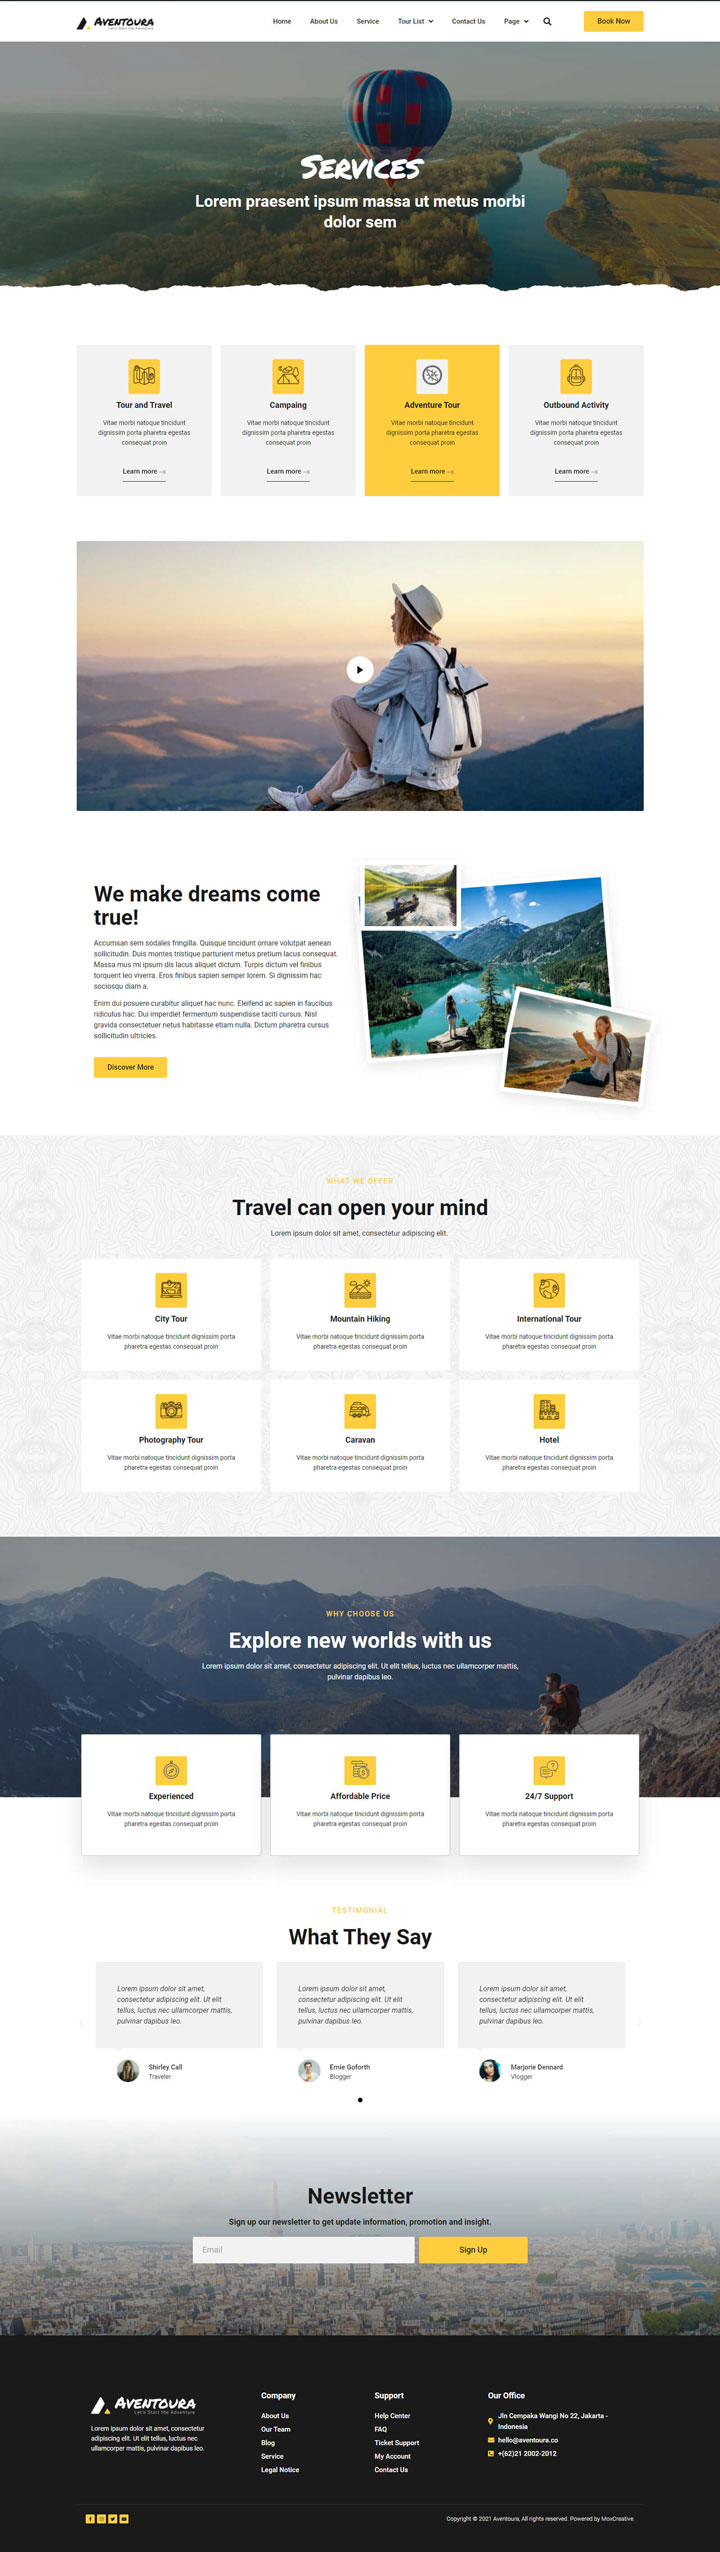 AVENTOURA
Let's Start the Adventure
Home About Us Service Tour List Contact Us Page Book Now
SERVICES
Lorem praesent ipsum massa ut metus morbi
dolor sem
Tour and Travel
Vitae morbi natoque tincidunt
dignissim porta pharetra egestas
consequat proin
Learn more
Campaing
Vitae morbi natoque tincidunt
dignissim porta pharetra egestas
consequat proin
Learn more
Adventure Tour
Vitae morbi natoque tincidunt
dignissim porta pharetra egestas
consequat proin
Learn more
Outbound Activity
Vitae morbi natoque tincidunt
dignissim porta pharetra egestas
consequat proin
Learn more
We make dreams come
true!
Accumsan sem sodales fringilla. Quisque tincidunt ornare volutpat aenean
sollicitudin. Duis montes tristique parturient metus pretium lacus consequat.
Massa mus mi ipsum dis lacus aliquet dictum. Turpis dictum vel finibus
torquent leo viverra. Eros finibus sapien semper lorem. Si dignissim hac
sociosqu diam a.
Enim dui posuere curabitur aliquet hac nunc. Eleifend ac sapien in faucibus
ridiculus hac. Dui imperdiet fermentum suspendisse taciti cursus. Nisl
gravida consectetuer netus habitasse etiam nulla. Dictum pharetra cursus
sollicitudin ultricies.
Discover More
WHAT WE OFFER
Travel can open your mind
Lorem ipsum dolor sit amet, consectetur adipiscing elit.
City Tour
Vitae morbi natoque tincidunt dignissim porta
pharetra egestas consequat proin
Mountain Hiking
Vitae morbi natoque tincidunt dignissim porta
pharetra egestas consequat proin
International Tour
Vitae morbi natoque tincidunt dignissim porta
pharetra egestas consequat proin
Photography Tour
Vitae morbi natoque tincidunt dignissim porta
pharetra egestas consequat proin
Caravan
Vitae morbi natoque tincidunt dignissim porta
pharetra egestas consequat proin
Hotel
Vitae morbi natoque tincidunt dignissim porta
pharetra egestas consequat proin
WHY CHOOSE US
Explore new worlds with us
Lorem ipsum dolor sit amet, consectetur adipiscing elit. Ut elit tellus, luctus nec ullamcorper mattis,
pulvinar dapibus leo.
Experienced
Vitae morbi natoque tincidunt dignissim porta
pharetra egestas consequat proin
Affordable Price
Vitae morbi natoque tincidunt dignissim porta
pharetra egestas consequat proin
24/7 Support
Vitae morbi natoque tincidunt dignissim porta
pharetra egestas consequat proin
TESTIMONIAL
What They Say
Lorem ipsum dolor sit amet,
consectetur adipiscing elit. Ut elit
tellus, luctus nec ullamcorper mattis,
pulvinar dapibus leo.
Shirley Call
Traveler
Lorem ipsum dolor sit amet,
consectetur adipiscing elit. Ut elit
tellus, luctus nec ullamcorper mattis,
pulvinar dapibus leo.
Ernie Goforth
Blogger
Lorem ipsum dolor sit amet,
consectetur adipiscing elit. Ut elit
tellus, luctus nec ullamcorper mattis,
pulvinar dapibus leo.
Marjorie Dennard
Vlogger
Newsletter
Sign up our newsletter to get update information, promotion and insight.
Email
Sign Up
AVENTOURA
Let's Start the Adventure
Lorem ipsum dolor sit amet, consectetur
adipiscing elit. Ut elit tellus, luctus nec
ullamcorper mattis, pulvinar dapibus leo.
Company
About Us
Our Team
Blog
Service
Legal Notice
Support
Help Center
FAQ
Ticket Support
My Account
Contact Us
Our Office
Jln Cempaka Wangi No 22, Jakarta -
Indonesia
hello@aventoura.co
+(62)21 2002-2012
Copyright © 2021 Aventoura, All rights reserved. Powered by MoxCreative.